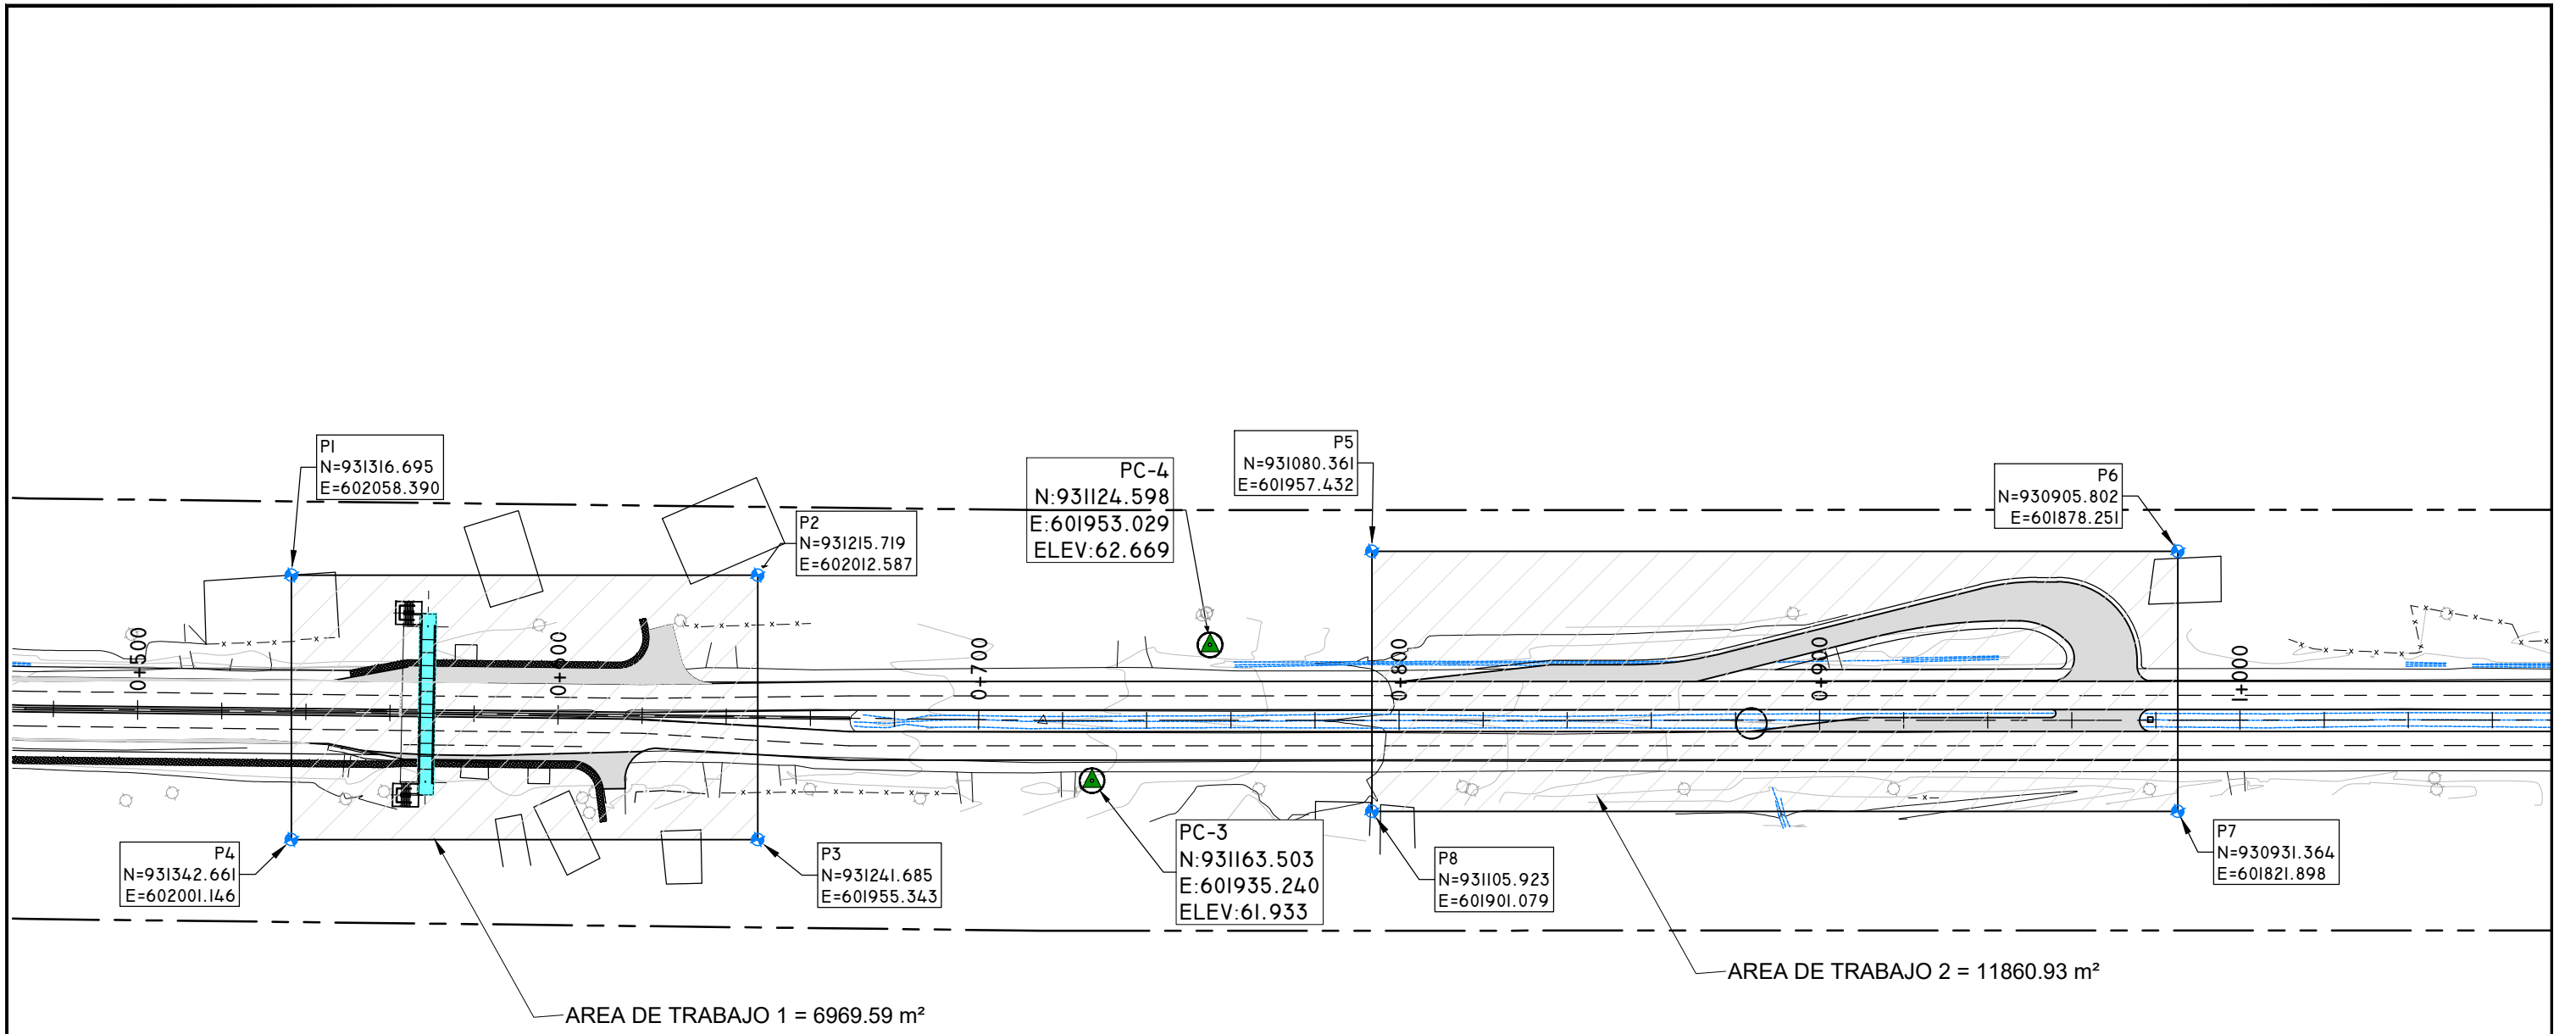 P1
N=931316.695
E=602058.390
P2
N=931215.719
E=602012.587
PC-4
N:931124.598
E:601953.029
ELEV:62.669
P5
N=931080.361
E=601957.432
P6
N=930905.802
E=601878.251
0+500
0+600
0+700
0+800
0+900
1+000
P4
N=931342.661
E=602001.146
P3
N=931241.685
E=601955.343
PC-3
N:931163.503
E:601935.240
ELEV:61.933
P8
N=931105.923
E=601901.079
P7
N=930931.364
E=601821.898
AREA DE TRABAJO 2 = 11860.93 m²
AREA DE TRABAJO 1 = 6969.59 m²